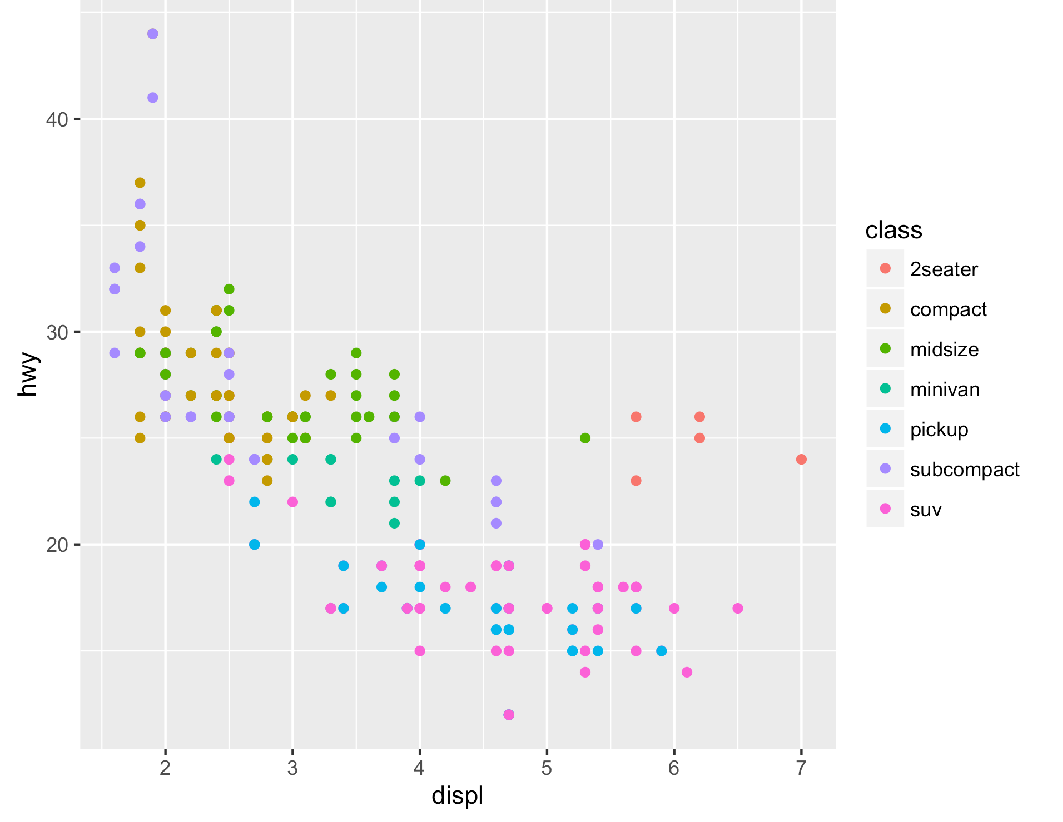 40
30
20
hwy
2 3 4 5 6 7
displ
class
2seater
compact
midsize
minivan
pickup
subcompact
suv